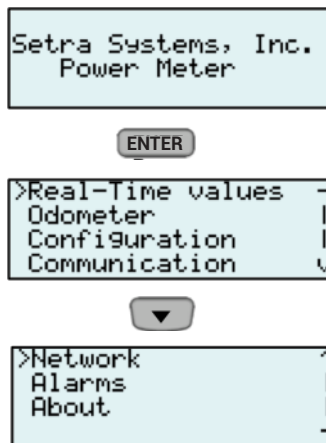 Setra Systems, Inc.
Power Meter
ENTER
>Real-Time values
Odometer
Configuration
Communication
>Network
Alarms
About